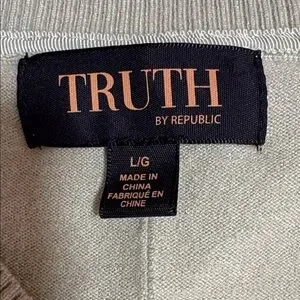 TRUTH
BY REPUBLIC
L/G
MADE IN
CHINA
FABRIQUÉ EN
CHINE